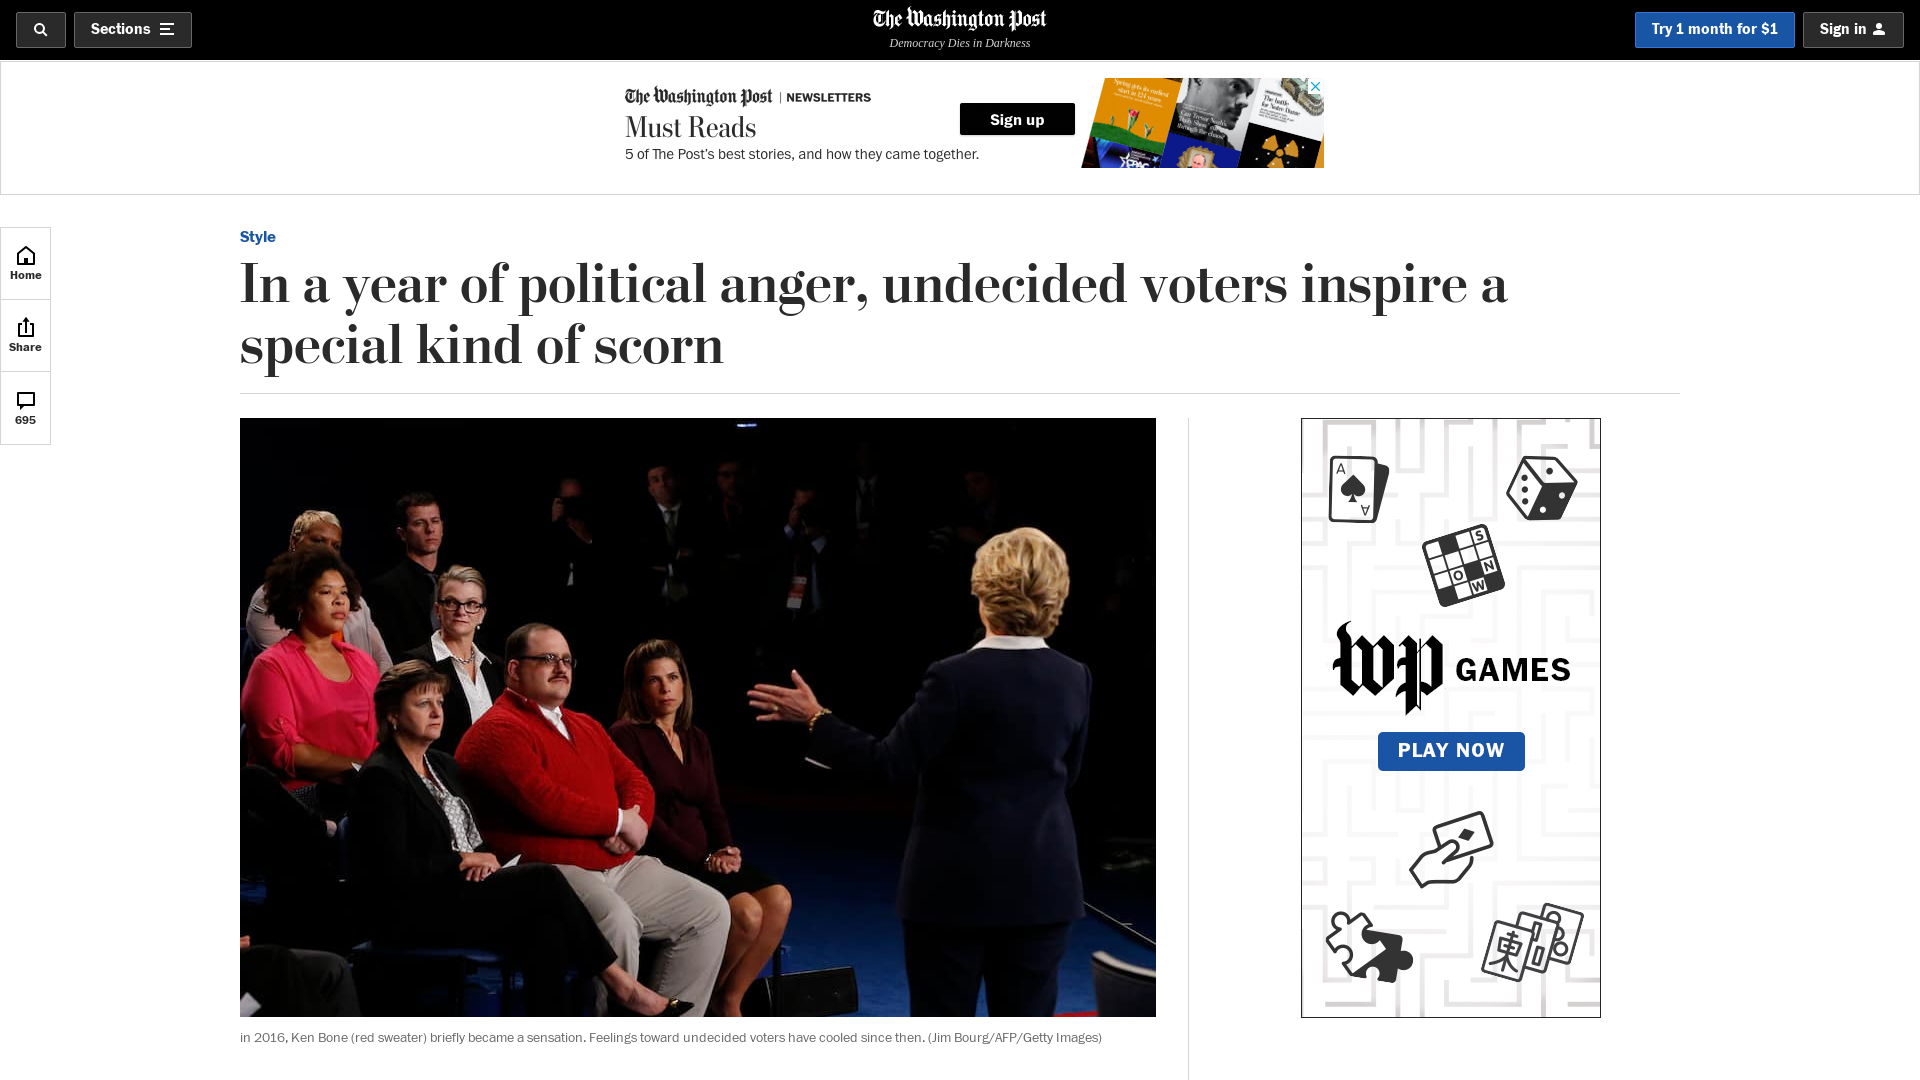 Sections
The Washington Post
Democracy Dies in Darkness
Try 1 month for $1
Sign in
The Washington Post | NEWSLETTERS
Must Reads
5 of The Post's best stories, and how they came together.
Sign up
Home
Share
695
Style
In a year of political anger, undecided voters inspire a
special kind of scorn
A
A
S
O N
W
wp GAMES
PLAY NOW
東
in 2016, Ken Bone (red sweater) briefly became a sensation. Feelings toward undecided voters have cooled since then. (Jim Bourg/AFP/Getty Images)